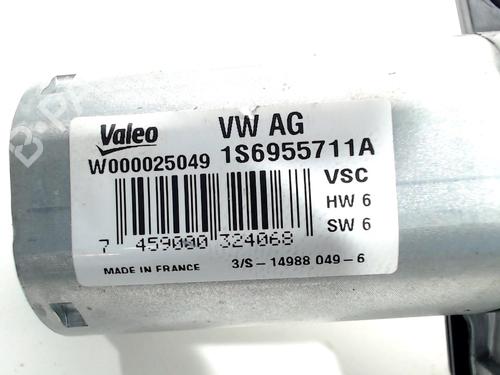 Valeo VW AG
W000025049 1S6955711A
VSC
HW 6
SW 6
7 459000 324068
MADE IN FRANCE 3/S-14988 049-6